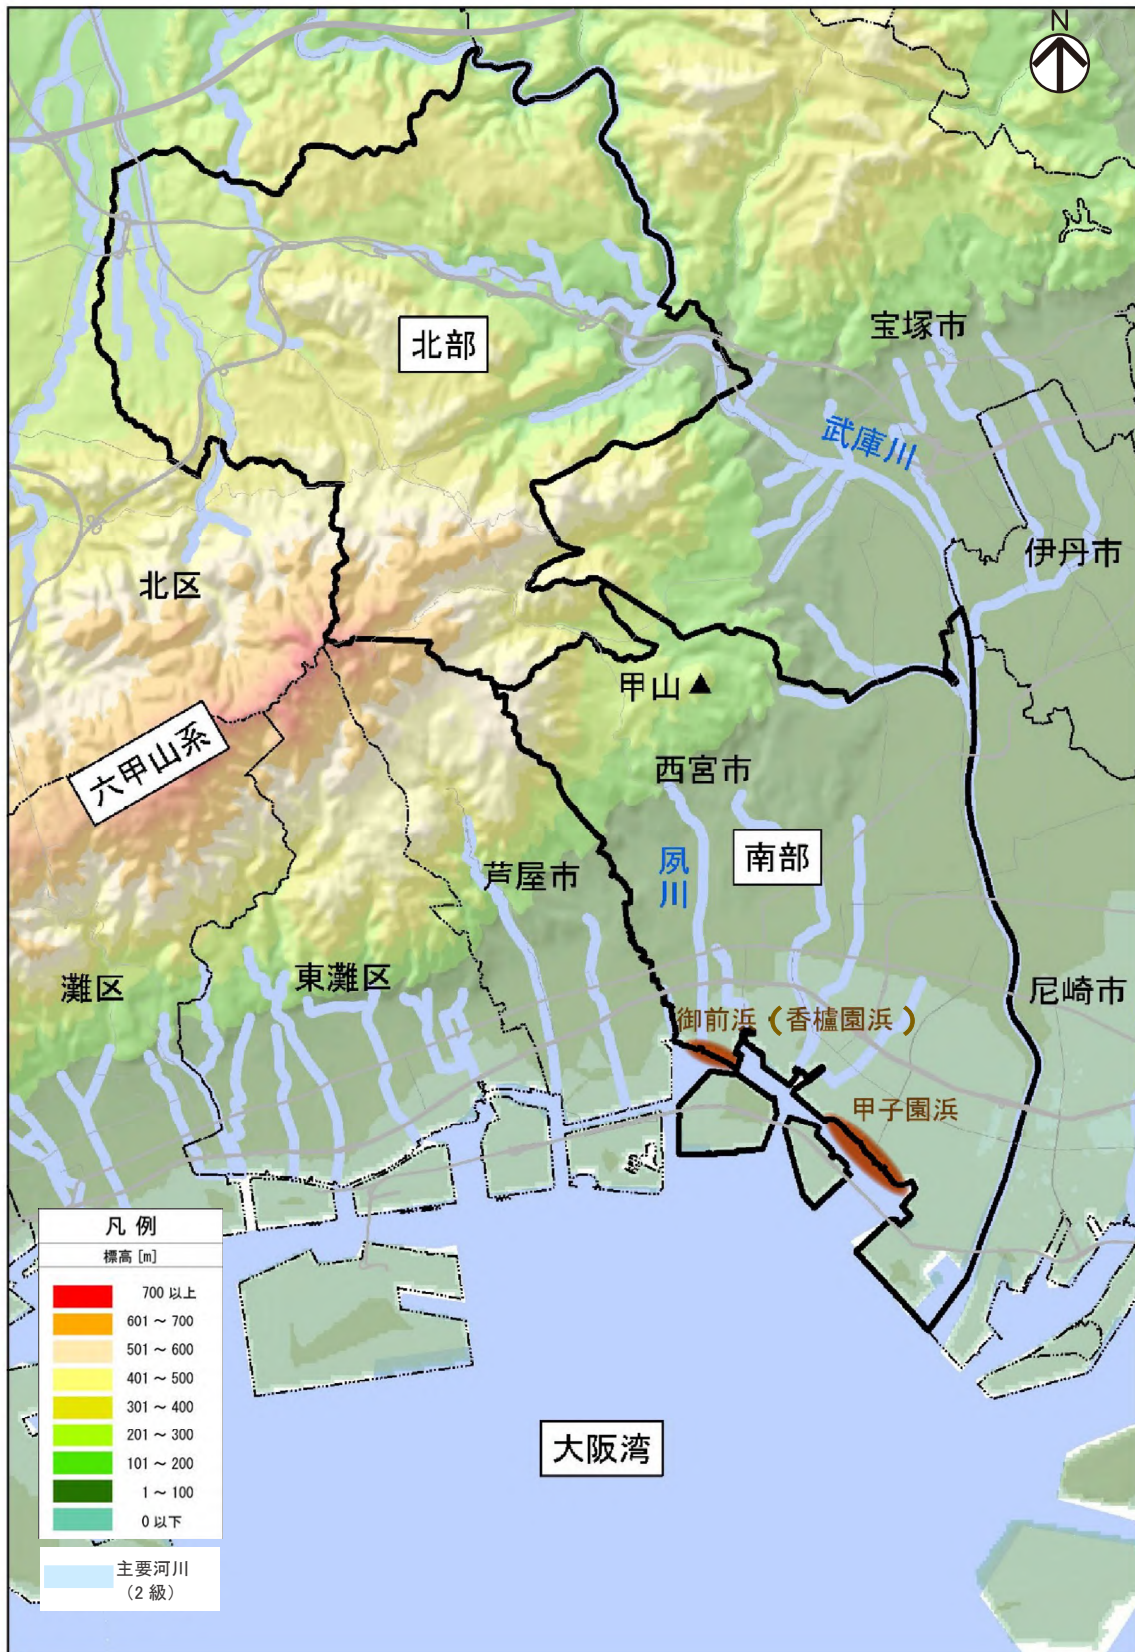 N
宝塚市
北部
武庫川
伊丹市
北区
甲山▲
六甲山系
西宮市
南部
芦屋市
夙川
東灘区
灘区
尼崎市
御前浜（香櫨園浜）
甲子園浜
大阪湾
凡 例
標高 [m]
700 以上
601 ～ 700
501 ～ 600
401 ～ 500
301 ～ 400
201 ～ 300
101 ～ 200
1 ～ 100
0 以下
主要河川
（2 級）